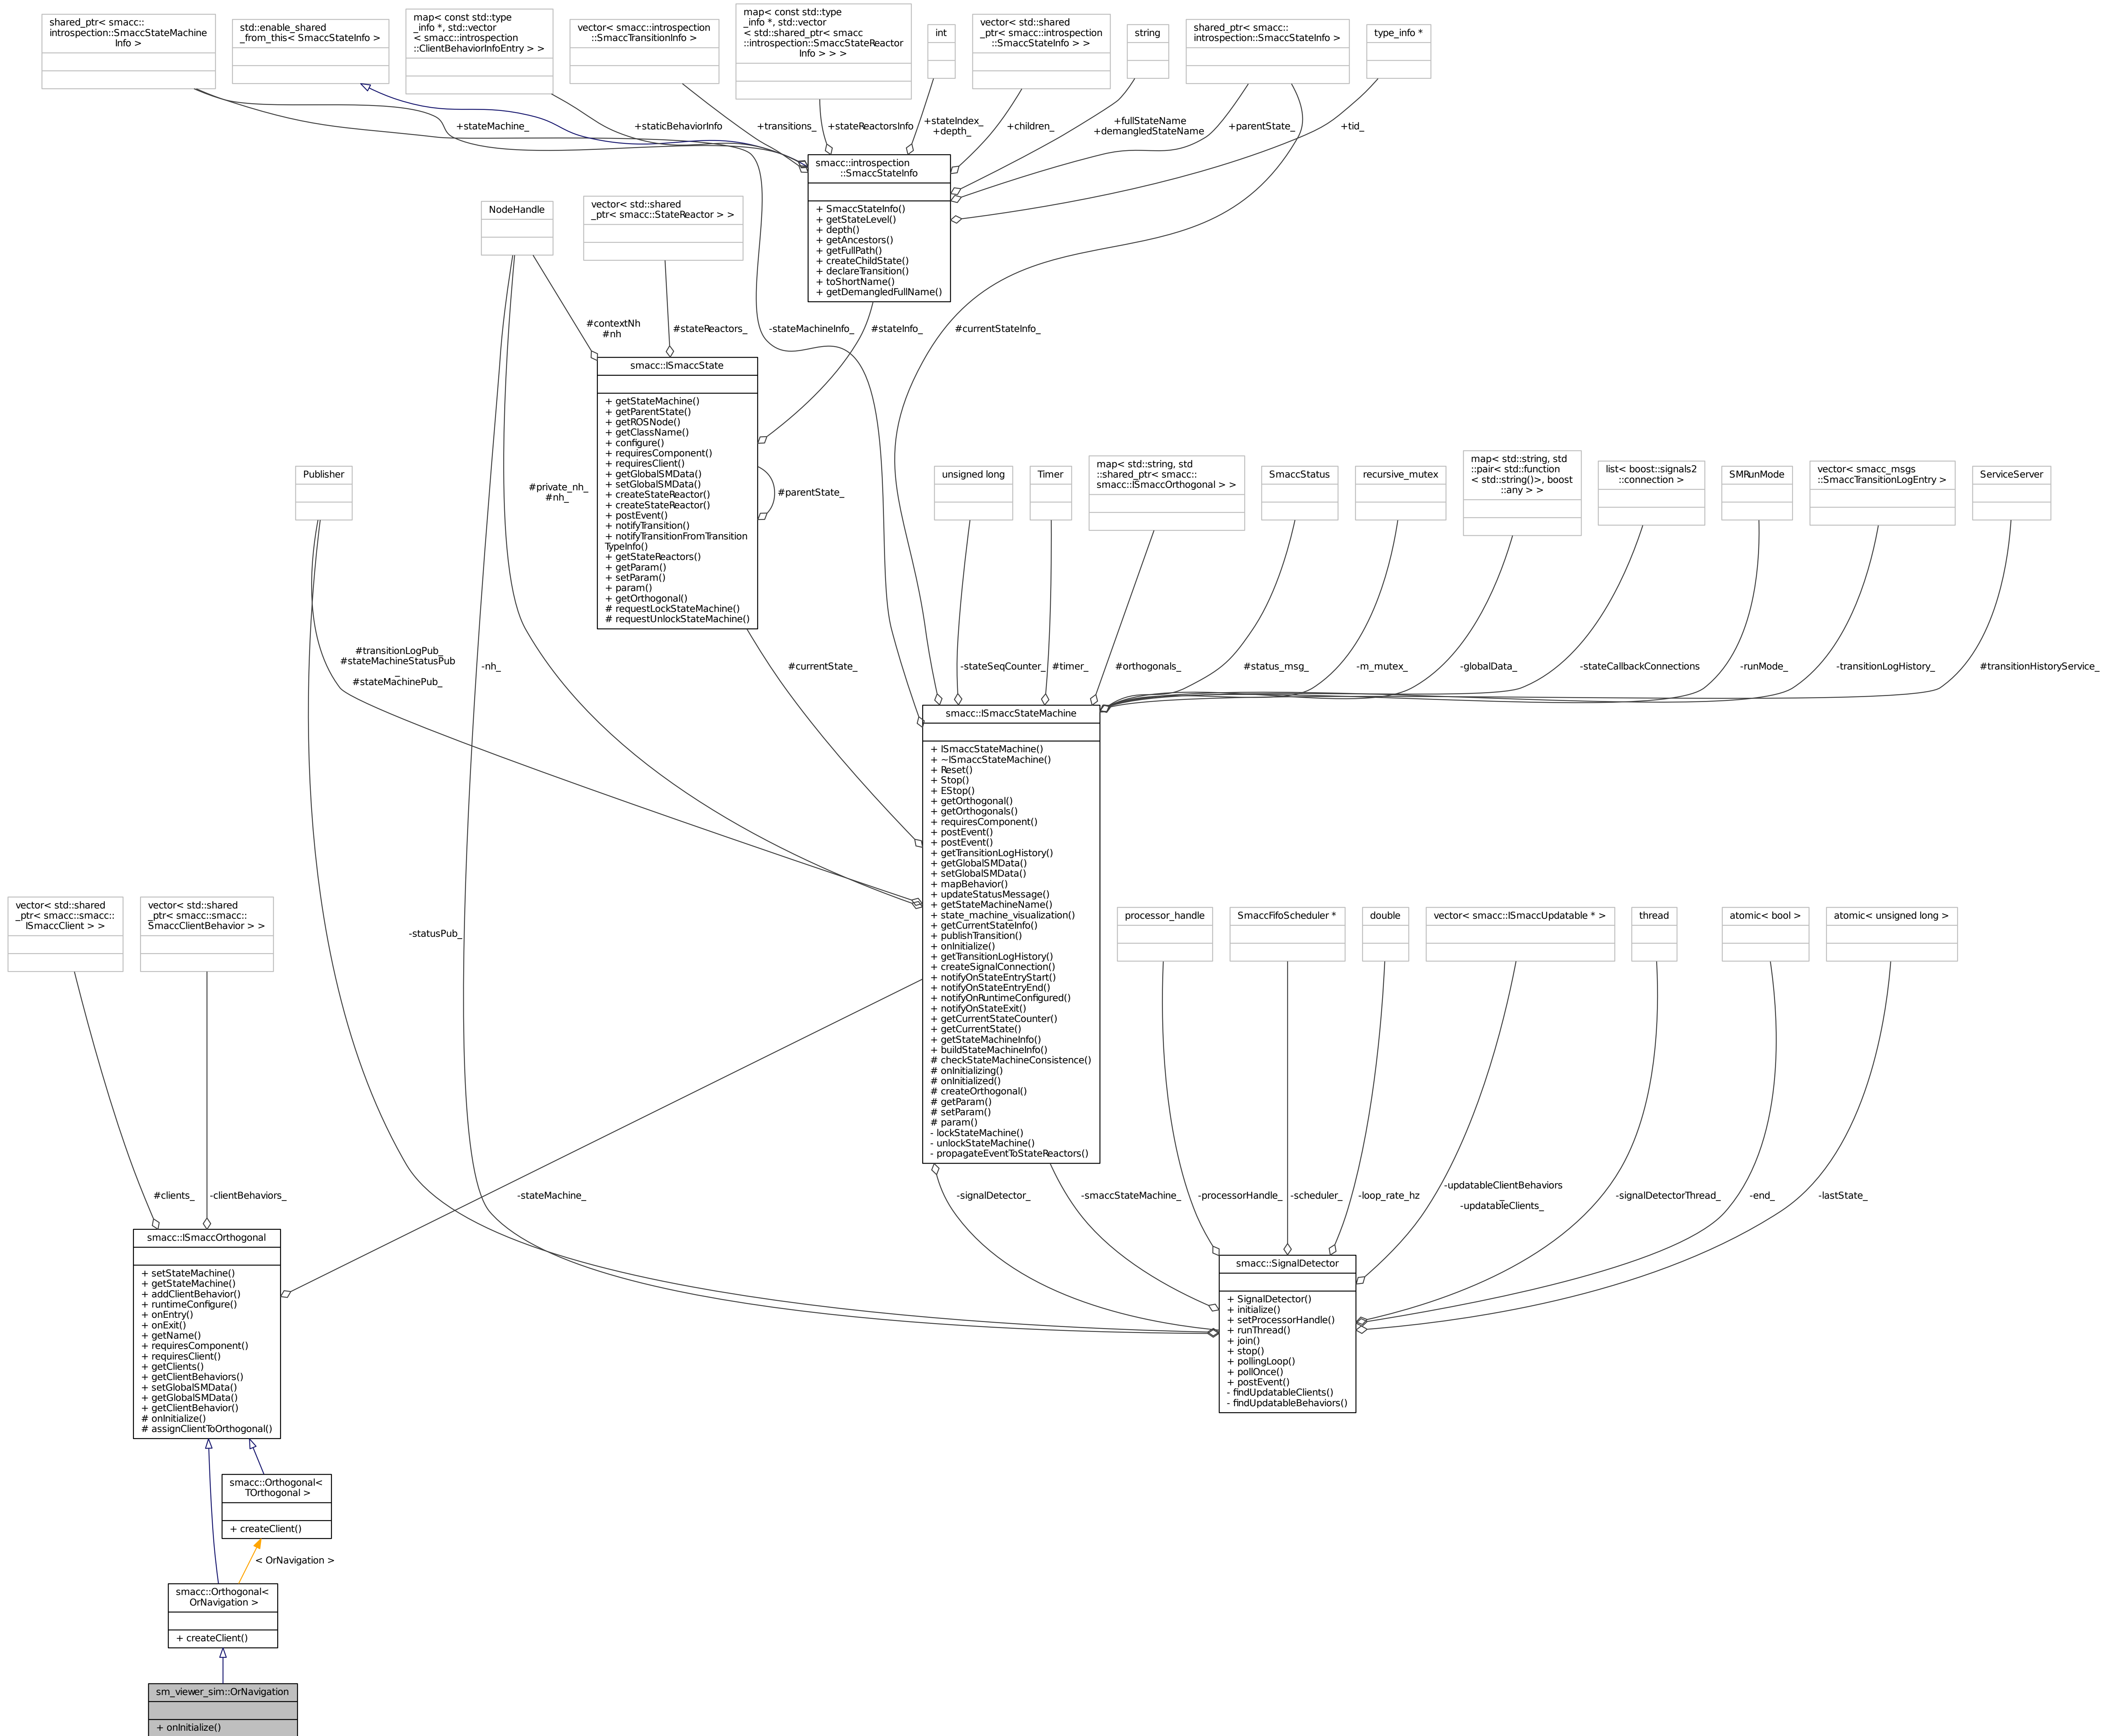 shared_ptr< smacc::
introspection::SmaccStateMachine
Info >
std::enable_shared
_from_this< SmaccStateInfo >
map< const std::type
_info *, std::vector
< smacc::introspection
::ClientBehaviorInfoEntry > >
vector< smacc::introspection
::SmaccTransitionInfo >
map< const std::type
_info *, std::vector
< std::shared_ptr< smacc
::introspection::SmaccStateReactor
Info > > >
int
vector< std::shared
_ptr< smacc::introspection
::SmaccStateInfo > >
string
shared_ptr< smacc::
introspection::SmaccStateInfo >
type_info *
+stateMachine_
+staticBehaviorInfo
+transitions_
+stateReactorsInfo
+stateIndex_
+depth_
+children_
+fullStateName
+demangledStateName
+parentState_
+tid_
smacc::introspection
::SmaccStateInfo
+ SmaccStateInfo()
+ getStateLevel()
+ depth()
+ getAncestors()
+ getFullPath()
+ createChildState()
+ declareTransition()
+ toShortName()
+ getDemangledFullName()
NodeHandle
vector< std::shared
_ptr< smacc::StateReactor > >
#contextNh
#nh
#stateReactors_
-stateMachineInfo_
#stateInfo_
#currentStateInfo_
smacc::ISmaccState
+ getStateMachine()
+ getParentState()
+ getROSNode()
+ getClassName()
+ configure()
+ requiresComponent()
+ requiresClient()
+ getGlobalSMData()
+ setGlobalSMData()
+ createStateReactor()
+ createStateReactor()
+ postEvent()
+ notifyTransition()
+ notifyTransitionFromTransition
TypeInfo()
+ getStateReactors()
+ getParam()
+ setParam()
+ param()
+ getOrthogonal()
# requestLockStateMachine()
# requestUnlockStateMachine()
#parentState_
Publisher
#private_nh_
#nh_
unsigned long
Timer
map< std::string, std
::shared_ptr< smacc::
smacc::ISmaccOrthogonal > >
SmaccStatus
recursive_mutex
map< std::string, std
::pair< std::function
< std::string()>, boost
::any > >
list< boost::signals2
::connection >
SMRunMode
vector< smacc_msgs
::SmaccTransitionLogEntry >
ServiceServer
#transitionLogPub_
#stateMachineStatusPub
_
#stateMachinePub_
-nh_
#currentState_
-stateSeqCounter_
#timer_
#orthogonals_
#status_msg_
-m_mutex_
-globalData_
-stateCallbackConnections
-runMode_
-transitionLogHistory_
#transitionHistoryService_
smacc::ISmaccStateMachine
+ ISmaccStateMachine()
+ ~ISmaccStateMachine()
+ Reset()
+ Stop()
+ EStop()
+ getOrthogonal()
+ getOrthogonals()
+ requiresComponent()
+ postEvent()
+ postEvent()
+ getTransitionLogHistory()
+ getGlobalSMData()
+ setGlobalSMData()
+ mapBehavior()
+ updateStatusMessage()
+ getStateMachineName()
+ state_machine_visualization()
+ getCurrentStateInfo()
+ publishTransition()
+ onInitialize()
+ getTransitionLogHistory()
+ createSignalConnection()
+ notifyOnStateEntryStart()
+ notifyOnStateEntryEnd()
+ notifyOnRuntimeConfigured()
+ notifyOnStateExit()
+ getCurrentStateCounter()
+ getCurrentState()
+ getStateMachineInfo()
+ buildStateMachineInfo()
# checkStateMachineConsistence()
# onInitializing()
# onInitialized()
# createOrthogonal()
# getParam()
# setParam()
# param()
- lockStateMachine()
- unlockStateMachine()
- propagateEventToStateReactors()
vector< std::shared
_ptr< smacc::smacc::
ISmaccClient > >
vector< std::shared
_ptr< smacc::smacc::
SmaccClientBehavior > >
-statusPub_
processor_handle
SmaccFifoScheduler *
double
vector< smacc::ISmaccUpdatable * >
thread
atomic< bool >
atomic< unsigned long >
#clients_
-clientBehaviors_
-stateMachine_
-signalDetector_
-smaccStateMachine_
-processorHandle_
-scheduler_
-loop_rate_hz
-updatableClientBehaviors
_
-updatableClients_
-signalDetectorThread_
-end_
-lastState_
smacc::ISmaccOrthogonal
+ setStateMachine()
+ getStateMachine()
+ addClientBehavior()
+ runtimeConfigure()
+ onEntry()
+ onExit()
+ getName()
+ requiresComponent()
+ requiresClient()
+ getClients()
+ getClientBehaviors()
+ setGlobalSMData()
+ getGlobalSMData()
+ getClientBehavior()
# onInitialize()
# assignClientToOrthogonal()
smacc::SignalDetector
+ SignalDetector()
+ initialize()
+ setProcessorHandle()
+ runThread()
+ join()
+ stop()
+ pollingLoop()
+ pollOnce()
+ postEvent()
- findUpdatableClients()
- findUpdatableBehaviors()
smacc::Orthogonal<
TOrthogonal >
+ createClient()
< OrNavigation >
smacc::Orthogonal<
OrNavigation >
+ createClient()
sm_viewer_sim::OrNavigation
+ onInitialize()